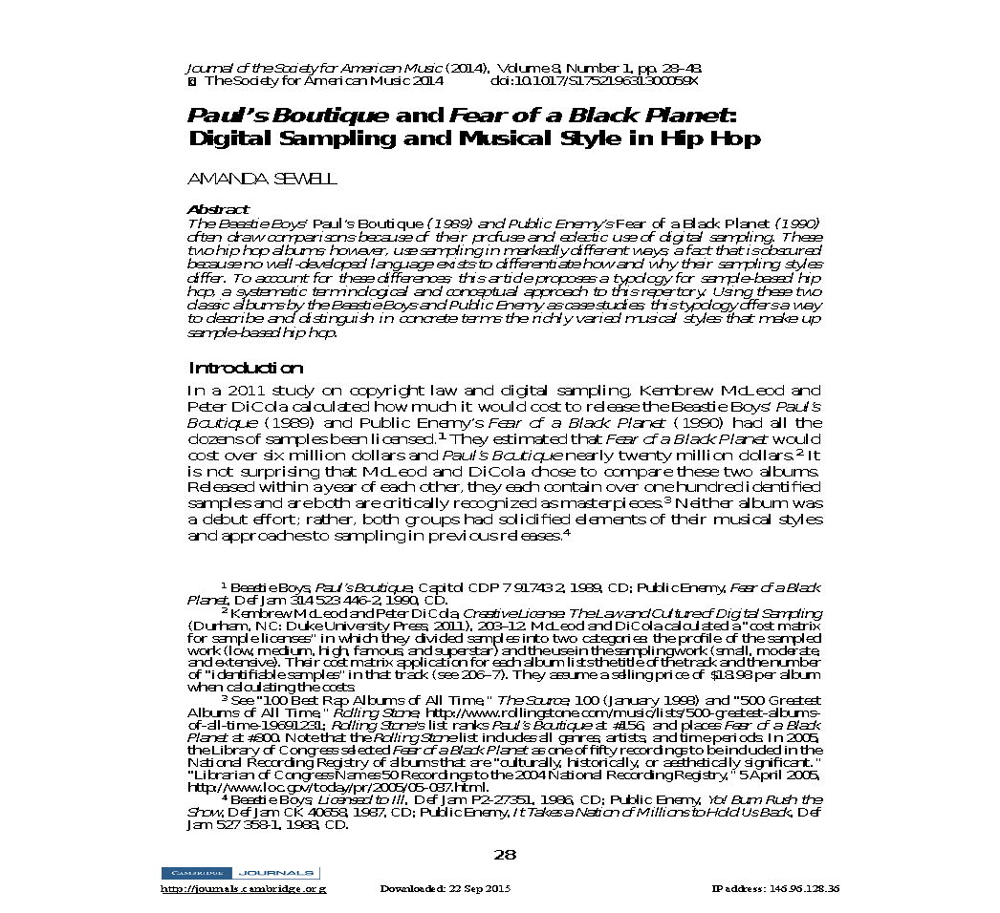 Journal of the Society for American Music (2014), Volume 8, Number 1, pp. 28–48.
The Society for American Music 2014 doi:10.1017/S175219631300059X
Paul's Boutique and Fear of a Black Planet:
Digital Sampling and Musical Style in Hip Hop
AMANDA SEWELL
Abstract
The Beastie Boys' Paul's Boutique (1989) and Public Enemy's Fear of a Black Planet (1990)
often draw comparisons because of their profuse and eclectic use of digital sampling. These
two hip hop albums, however, use sampling in markedly different ways, a fact that is obscured
because no well-developed language exists to differentiate how and why their sampling styles
differ. To account for these differences, this article proposes a typology for sample-based hip
hop, a systematic terminological and conceptual approach to this repertory. Using these two
classic albums by the Beastie Boys and Public Enemy as case studies, this typology offers a way
to describe and distinguish in concrete terms the richly varied musical styles that make up
sample-based hip hop.
Introduction
In a 2011 study on copyright law and digital sampling, Kembrew McLeod and
Peter DiCola calculated how much it would cost to release the Beastie Boys' Paul's
Boutique (1989) and Public Enemy's Fear of a Black Planet (1990) had all the
dozens of samples been licensed.1 They estimated that Fear of a Black Planet would
cost over six million dollars and Paul's Boutique nearly twenty million dollars.2 It
is not surprising that McLeod and DiCola chose to compare these two albums.
Released within a year of each other, they each contain over one hundred identified
samples and are both are critically recognized as masterpieces.3 Neither album was
a debut effort; rather, both groups had solidified elements of their musical styles
and approaches to sampling in previous releases.4
1 Beastie Boys, Paul's Boutique, Capitol CDP 7 91743 2, 1989, CD; Public Enemy, Fear of a Black
Planet, Def Jam 314 523 446-2, 1990, CD.
2 Kembrew McLeod and Peter DiCola, Creative License: The Law and Culture of Digital Sampling
(Durham, NC: Duke University Press, 2011), 203–12. McLeod and DiCola calculated a "cost matrix
for sample licenses" in which they divided samples into two categories: the profile of the sampled
work (low, medium, high, famous, and superstar) and the use in the sampling work (small, moderate,
and extensive). Their cost matrix application for each album lists the title of the track and the number
of "identifiable samples" in that track (see 206–7). They assume a selling price of $18.98 per album
when calculating the costs.
3 See "100 Best Rap Albums of All Time," The Source, 100 (January 1998) and "500 Greatest
Albums of All Time," Rolling Stone, http://www.rollingstone.com/music/lists/500-greatest-albums-
of-all-time-19691231; Rolling Stone's list ranks Paul's Boutique at #156, and places Fear of a Black
Planet at #300. Note that the Rolling Stone list includes all genres, artists, and time periods. In 2005,
the Library of Congress selected Fear of a Black Planet as one of fifty recordings to be included in the
National Recording Registry of albums that are "culturally, historically, or aesthetically significant."
"Librarian of Congress Names 50 Recordings to the 2004 National Registry," 5 April 2005,
http://www.loc.gov/today/pr/2005/05-087.html.
4 Beastie Boys, Licensed to Ill, Def Jam P2-27351, 1986, CD; Public Enemy, Yo! Bum Rush the
Show, Def Jam CK 40658, 1987, CD; Public Enemy, It Takes a Nation of Millions to Hold Us Back, Def
Jam 527 358-1, 1988, CD.
28
CAMBRIDGE JOURNALS
http://journals.cambridge.org Downloaded: 22 Sep 2015 IP address: 146.96.128.36